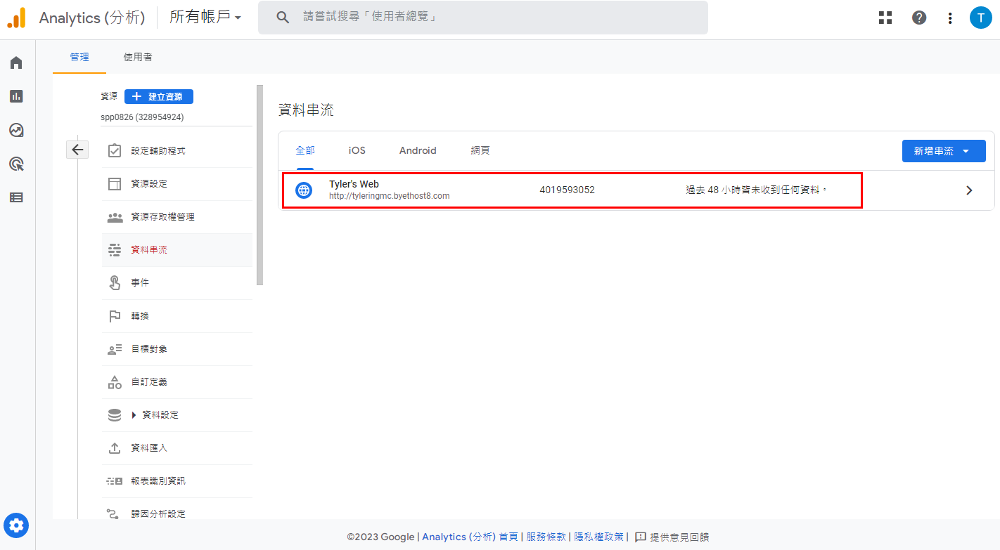 Analytics (分析)
所有帳戶
請嘗試搜尋「使用者總覽」
T
管理
使用者
資源
建立資源
spp0826 (328954924)
設定輔助程式
資源設定
資源存取權管理
資料串流
事件
轉換
目標對象
自訂定義
資料設定
資料匯入
報表識別資訊
歸因分析設定
資料串流
全部
iOS
Android
網頁
新增串流
Tyler's Web
http://tyleringmc.byethost8.com
4019593052
過去 48 小時皆未收到任何資料。
©2023 Google | Analytics (分析) 首頁 | 服務條款 | 隱私權政策 | 提供意見回饋